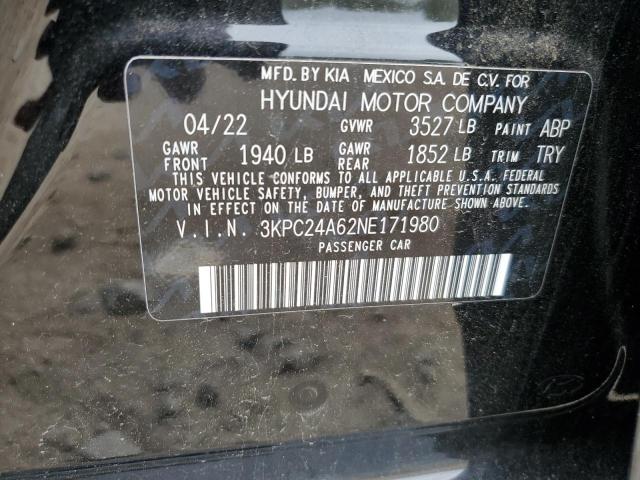 MFD. BY KIA MEXICO S.A. DE C.V. FOR
HYUNDAI MOTOR COMPANY
04/22 GVWR 3527 LB PAINT ABP
GAWR FRONT 1940 LB GAWR REAR 1852 LB TRIM TRY
THIS VEHICLE CONFORMS TO ALL APPLICABLE U.S.A. FEDERAL
MOTOR VEHICLE SAFETY, BUMPER, AND THEFT PREVENTION STANDARDS
IN EFFECT ON THE DATE OF MANUFACTURE SHOWN ABOVE.
V.I.N. 3KPC24A62NE171980
PASSENGER CAR